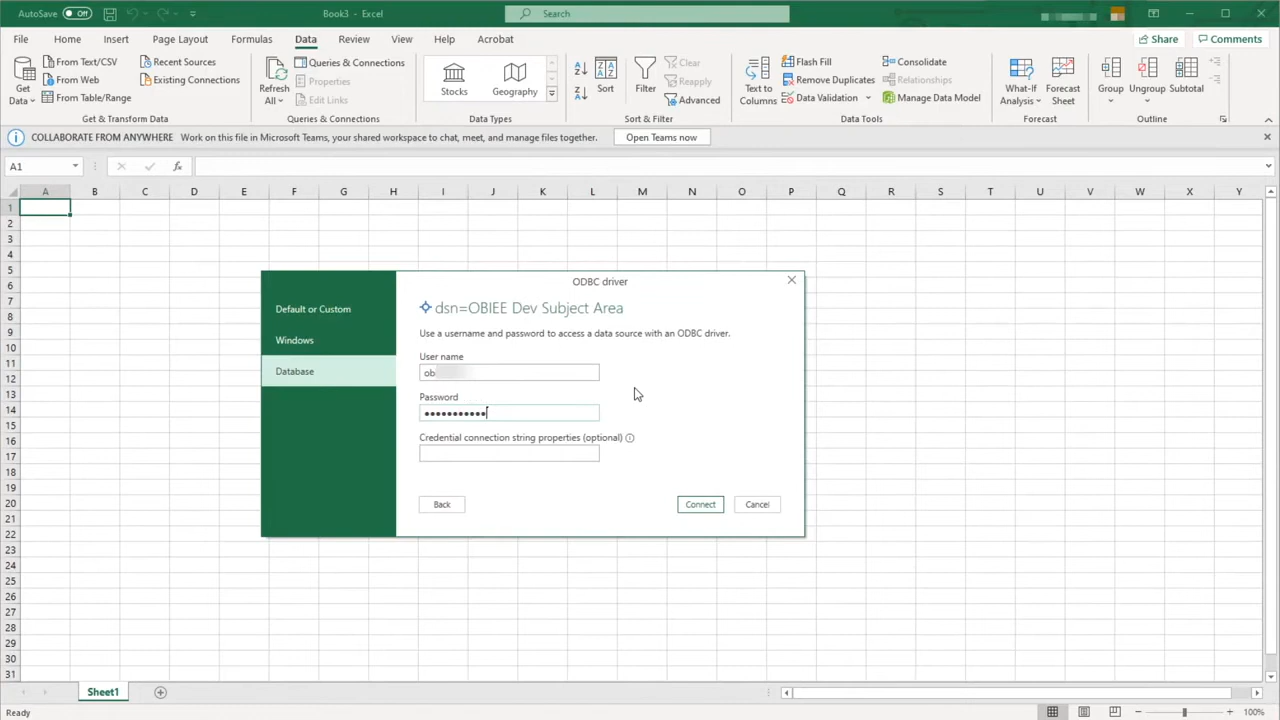 AutoSave Off Book3 - Excel Search
File Home Insert Page Layout Formulas Data Review View Help Acrobat Share Comments
Get Data
From Text/CSV
From Web
From Table/Range
Recent Sources
Existing Connections
Get & Transform Data
Refresh All
Queries & Connections
Properties
Edit Links
Queries & Connections
Stocks Geography
Data Types
Sort Filter
Clear
Reapply
Advanced
Sort & Filter
Text to Columns
Flash Fill
Remove Duplicates
Data Validation
Consolidate
Relationships
Manage Data Model
Data Tools
What-If Analysis
Forecast Sheet
Forecast
Group Ungroup Subtotal
Outline
COLLABORATE FROM ANYWHERE Work on this file in Microsoft Teams, your shared workspace to chat, meet, and manage files together. Open Teams now
A1 fx
A B C D E F G H I J K L M N O P Q R S T U V W X Y
1
2
3
4
5
6
7
8
9
10
11
12
13
14
15
16
17
18
19
20
21
22
23
24
25
26
27
28
29
30
31
ODBC driver
Default or Custom
Windows
Database
dsn=OBIEE Dev Subject Area
Use a username and password to access a data source with an ODBC driver.
User name
ob
Password
•••••••••••
Credential connection string properties (optional)
Back Connect Cancel
Sheet1
Ready 100%